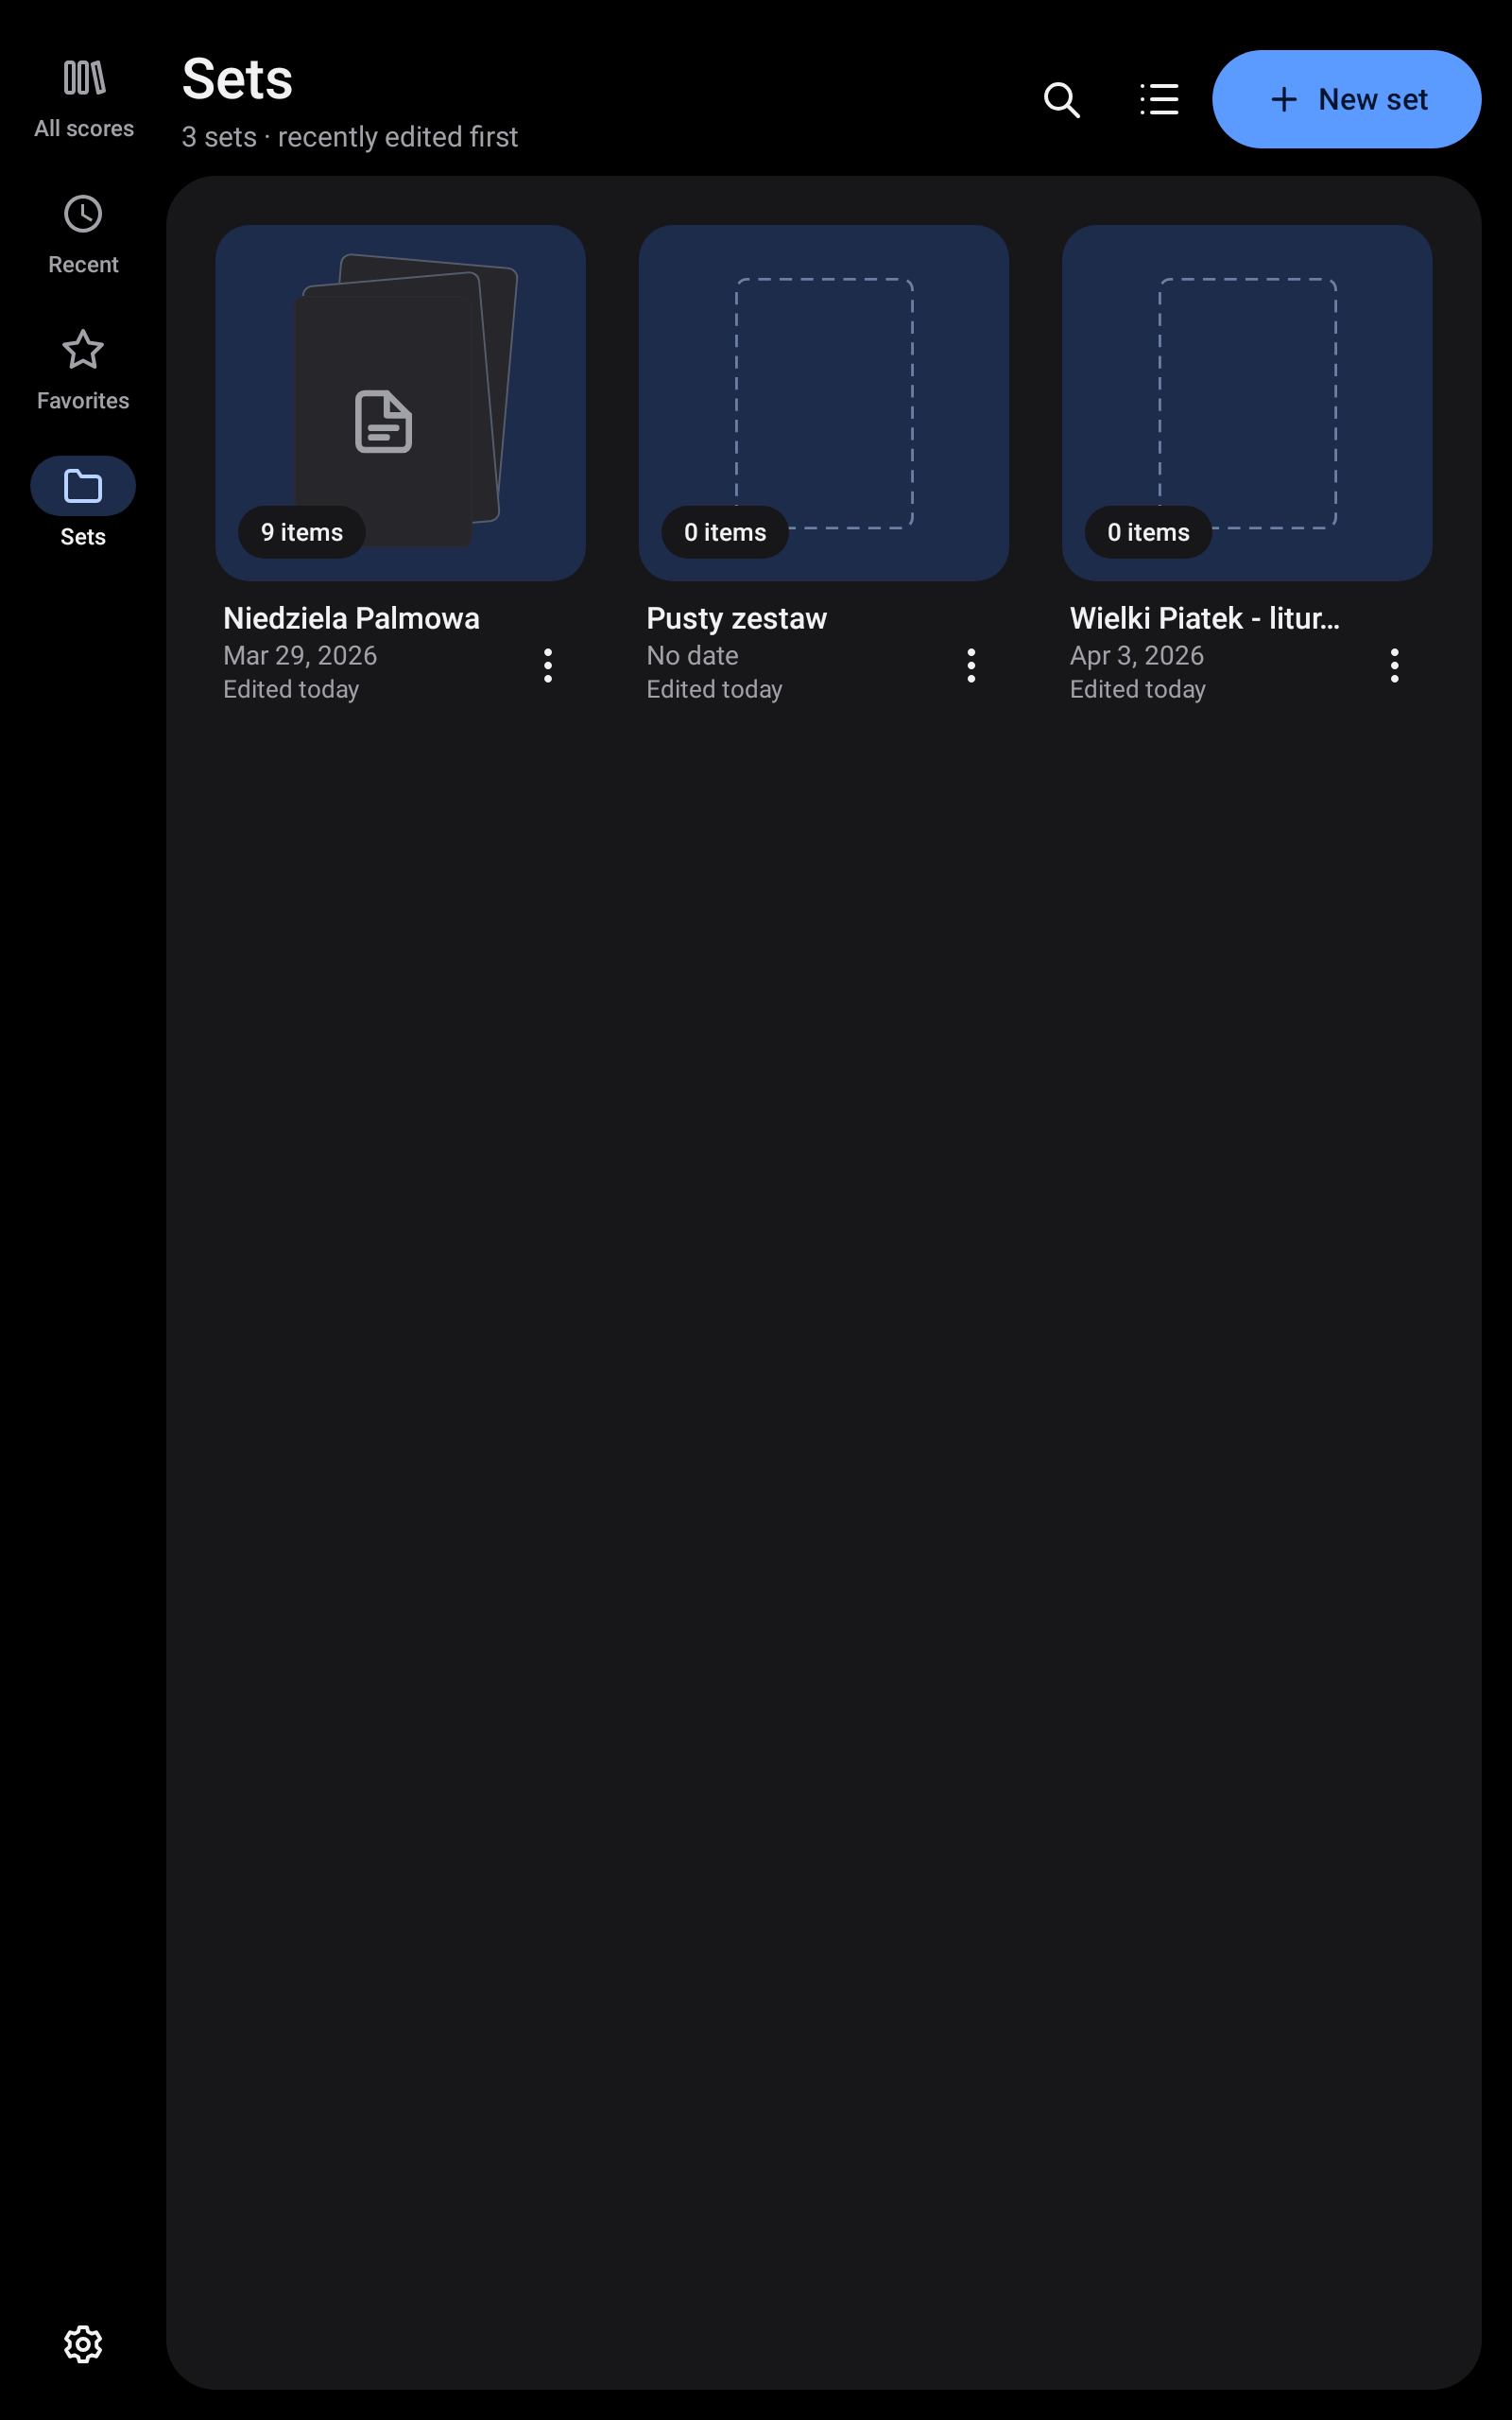 All scores
Recent
Favorites
Sets
Sets
3 sets · recently edited first
New set
9 items
Niedziela Palmowa
Mar 29, 2026
Edited today
0 items
Pusty zestaw
No date
Edited today
0 items
Wielki Piatek - litur...
Apr 3, 2026
Edited today